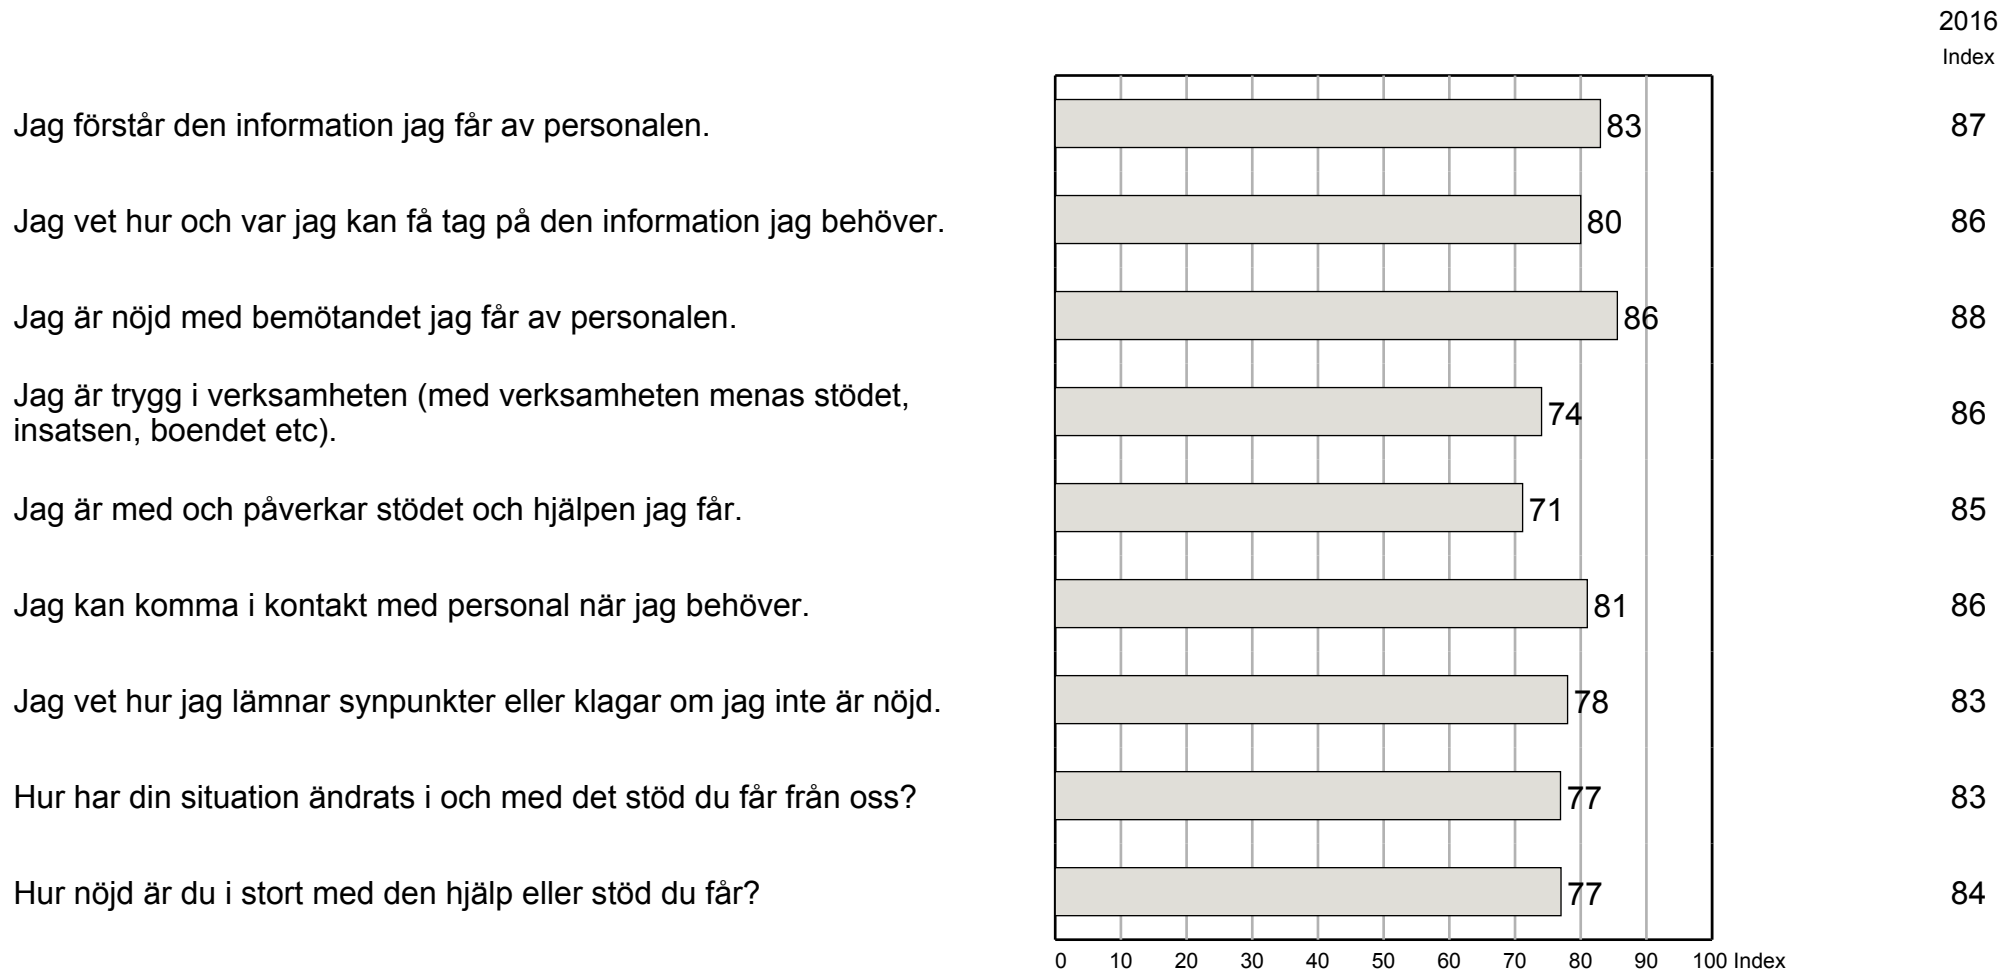 2016
Index
Jag förstår den information jag får av personalen. 83 87
Jag vet hur och var jag kan få tag på den information jag behöver. 80 86
Jag är nöjd med bemötandet jag får av personalen. 86 88
Jag är trygg i verksamheten (med verksamheten menas stödet,
insatsen, boendet etc). 74 86
Jag är med och påverkar stödet och hjälpen jag får. 71 85
Jag kan komma i kontakt med personal när jag behöver. 81 86
Jag vet hur jag lämnar synpunkter eller klagar om jag inte är nöjd. 78 83
Hur har din situation ändrats i och med det stöd du får från oss? 77 83
Hur nöjd är du i stort med den hjälp eller stöd du får? 77 84
0 10 20 30 40 50 60 70 80 90 100 Index